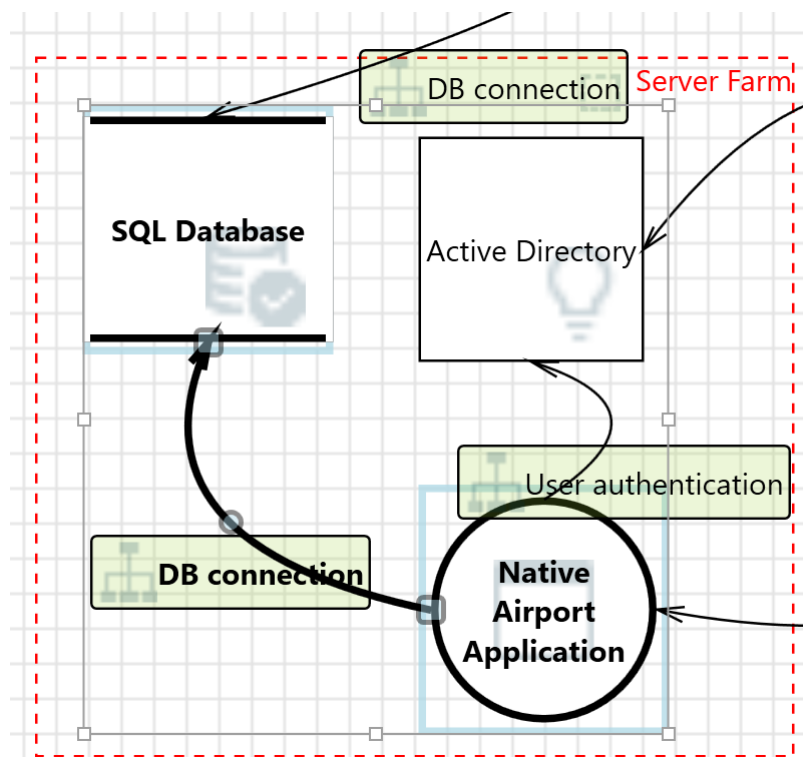 DB connection
Server Farm
SQL Database
Active Directory
User authentication
DB connection
Native
Airport
Application